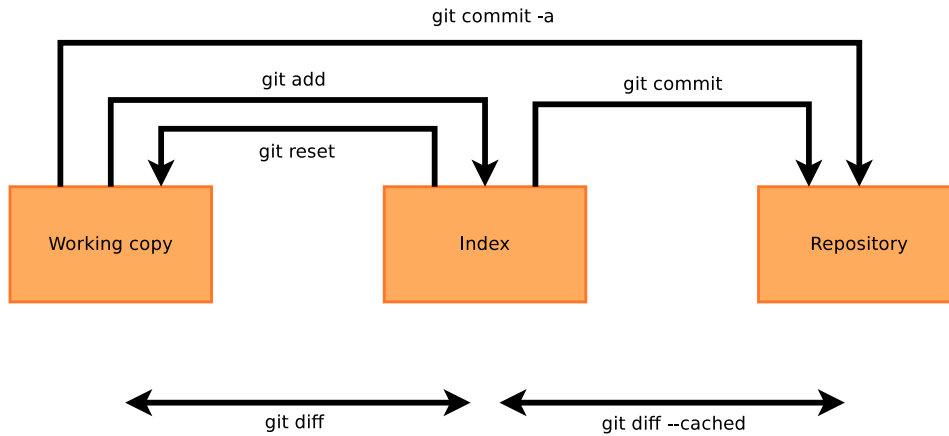 git commit -a
git add
git commit
git reset
Working copy
Index
Repository
git diff
git diff --cached